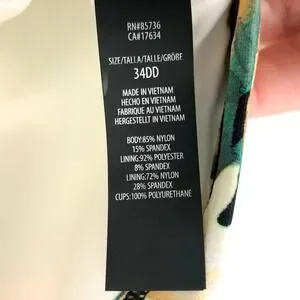 RN#85736
CA#17634
SIZE/TALLA/TALLE/GRÖßE
34DD
MADE IN VIETNAM
HECHO EN VIETNAM
FABRIQUE AU VIETNAM
HERGESTELLT IN VIETNAM
BODY:85% NYLON
15% SPANDEX
LINING:92% POLYESTER
8% SPANDEX
LINING:72% NYLON
28% SPANDEX
CUPS:100% POLYURETHANE